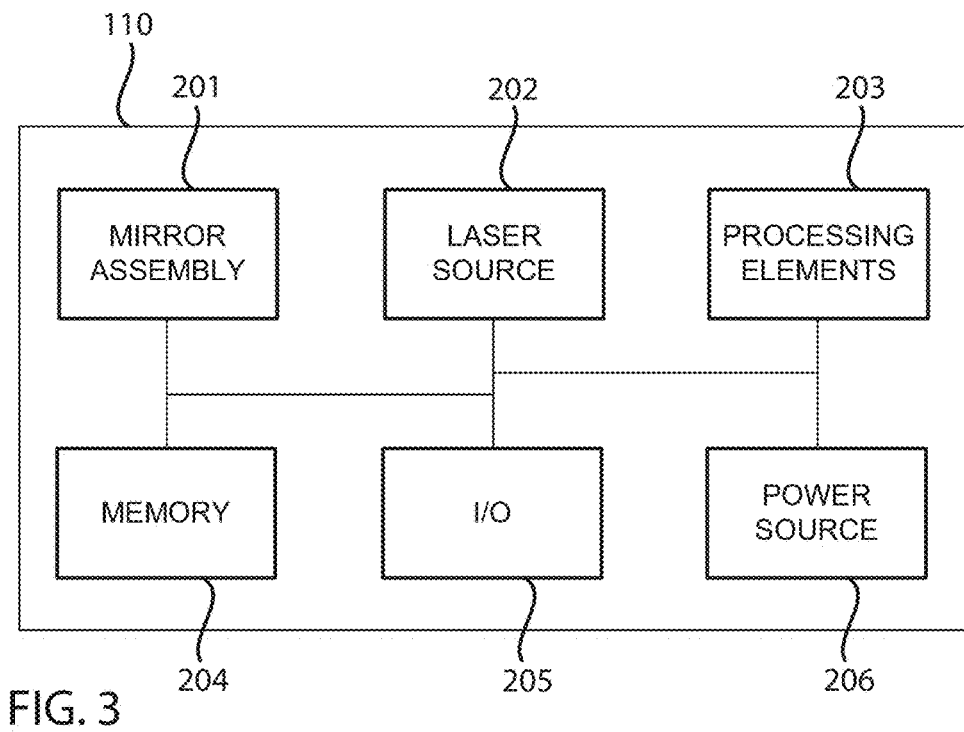 110
201
202
203
MIRROR
ASSEMBLY
LASER
SOURCE
PROCESSING
ELEMENTS
MEMORY
I/O
POWER
SOURCE
204
205
206
FIG. 3